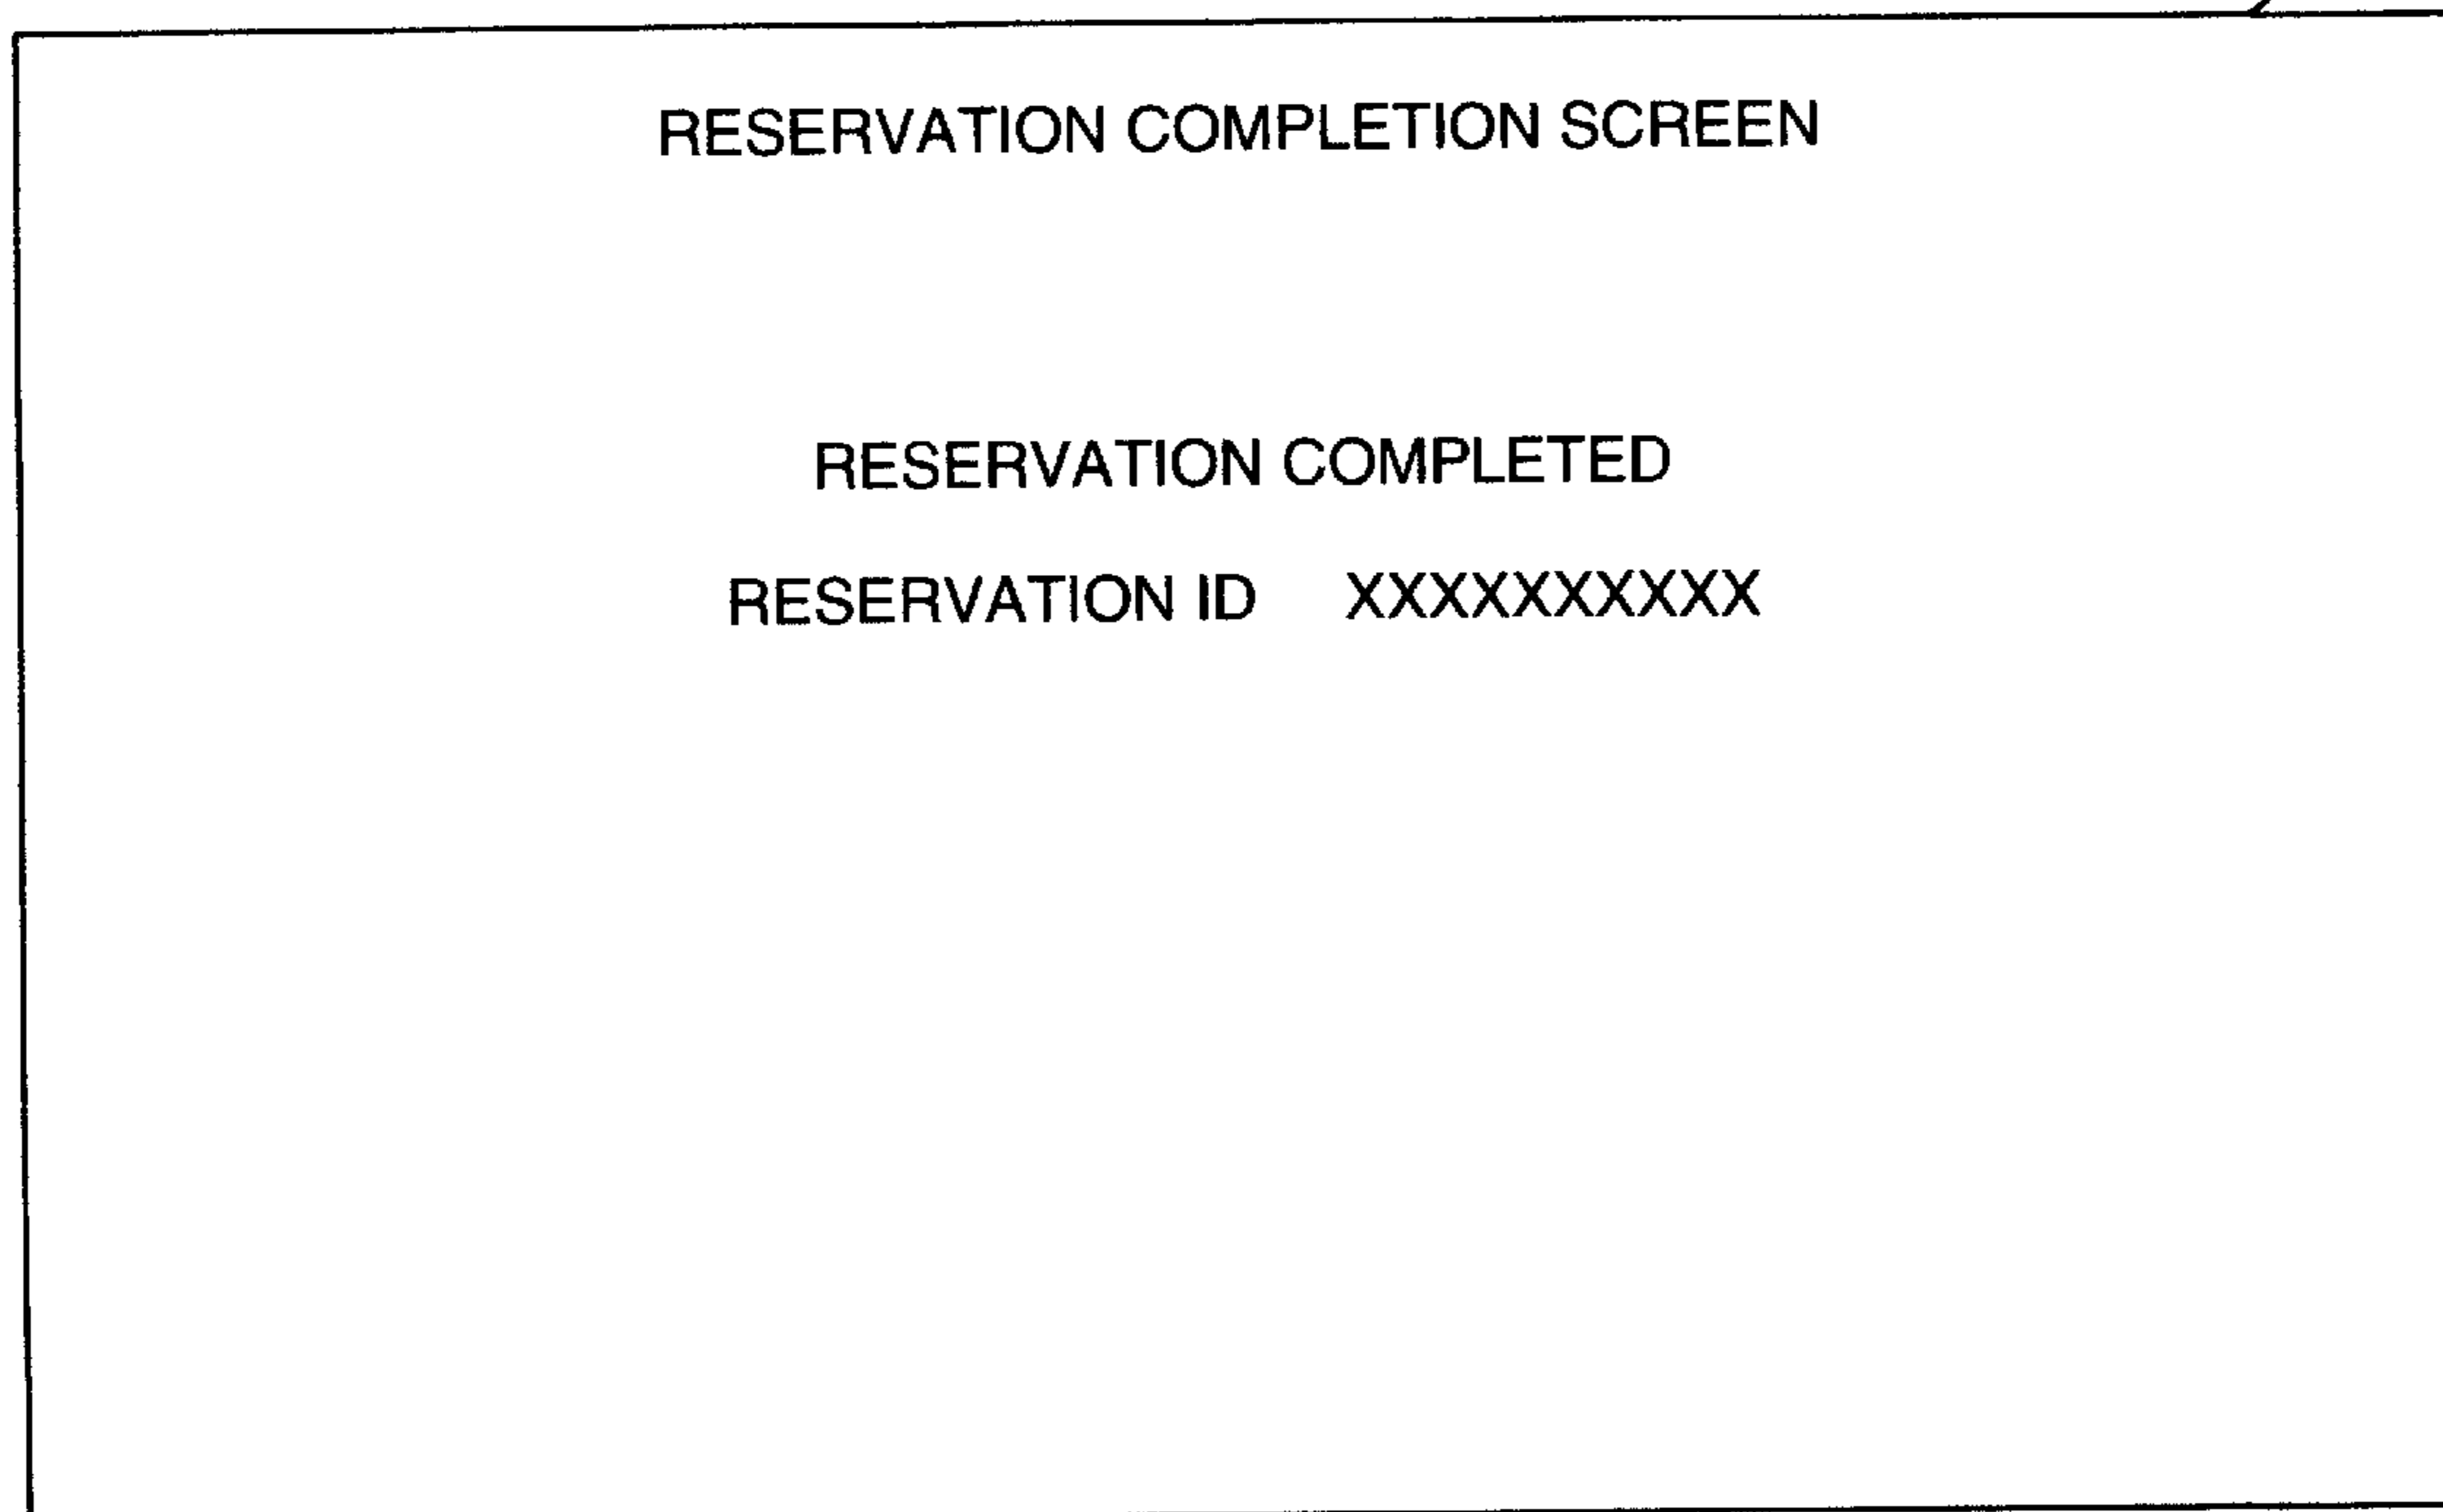 RESERVATION COMPLETION SCREEN
RESERVATION COMPLETED
RESERVATION ID XXXXXXXXXX